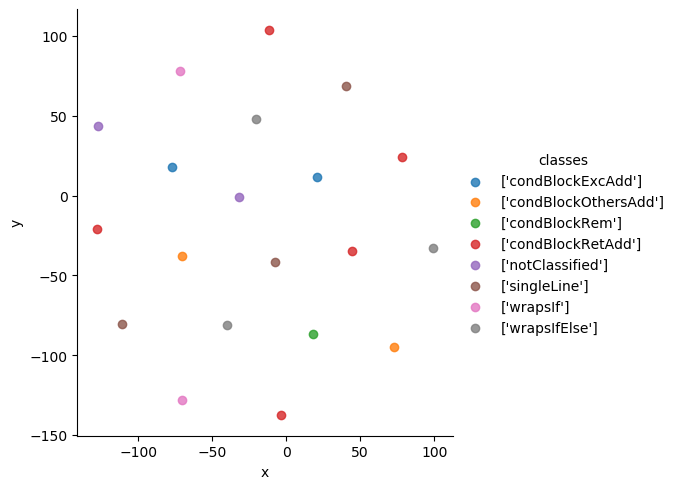 100
50
0
−50
−100
−150
y
−100
−50
0
50
100
x
classes
['condBlockExcAdd']
['condBlockOthersAdd']
['condBlockRem']
['condBlockRetAdd']
['notClassified']
['singleLine']
['wrapsIf']
['wrapsIfElse']